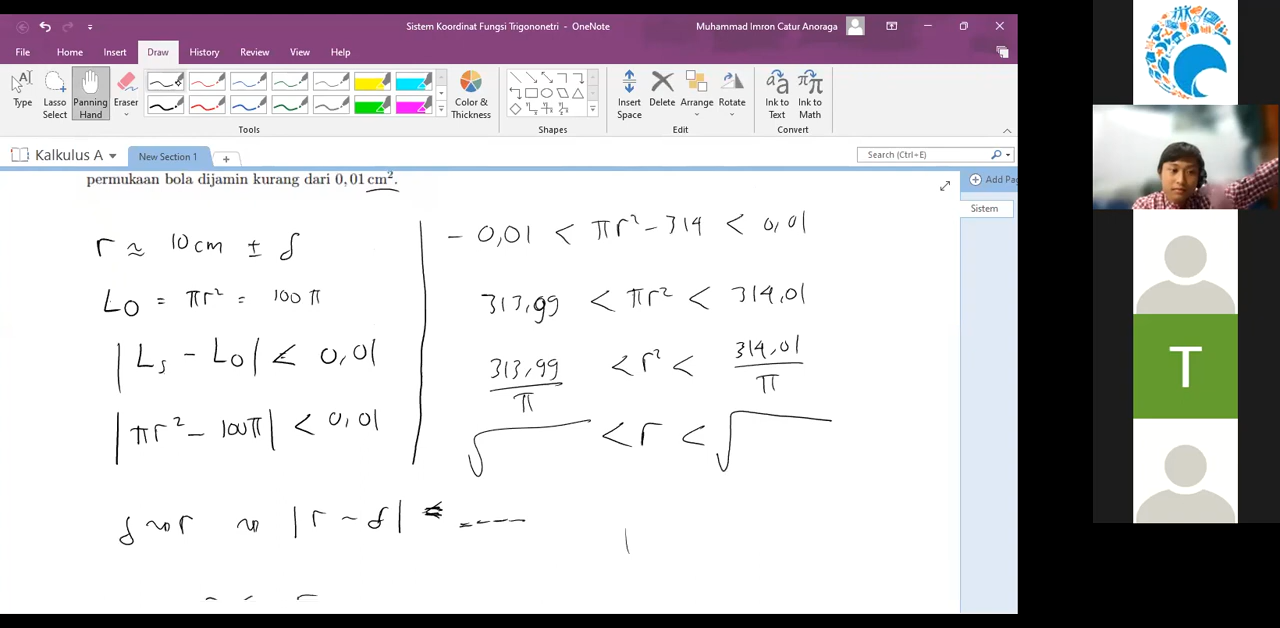 Sistem Koordinat Fungsi Trigononetri - OneNote
Muhammad Imron Catur Anoraga
File Home Insert Draw History Review View Help
Type Lasso Select Panning Hand Eraser Color & Thickness Insert Space Delete Arrange Rotate Ink to Text Ink to Math
Tools Shapes Edit Convert
Kalkulus A New Section 1 + Search (Ctrl+E)
permukaan bola dijamin kurang dari 0,01 cm².
Add Pag
Sistem
r ≈ 10 cm ± δ
LO = πr² = 100π
|Ls - LO| < 0,01
|πr² - 100π| < 0,01
- 0,01 < πr² - 314 < 0,01
313,99 < πr² < 314,01
313,99/π < r² < 314,01/π
√ < r < √
δ ~ r ~ |r ~ δ| < ----
T